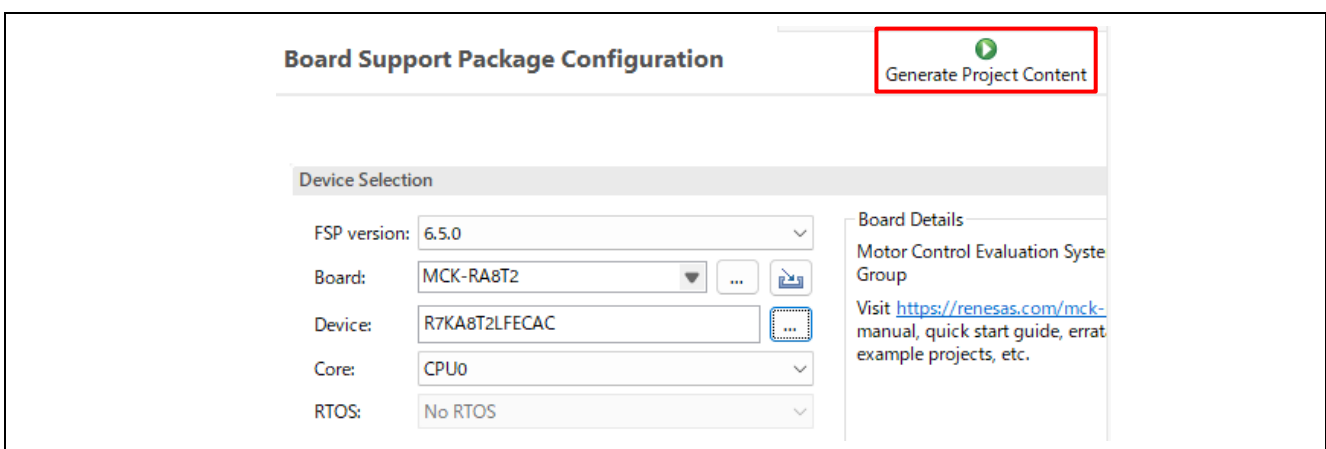 Board Support Package Configuration
Generate Project Content
Device Selection
FSP version: 6.5.0
Board: MCK-RA8T2 ...
Device: R7KA8T2LFECAC ...
Core: CPU0
RTOS: No RTOS
Board Details
Motor Control Evaluation Syste
Group
Visit https://renesas.com/mck-
manual, quick start guide, errat
example projects, etc.